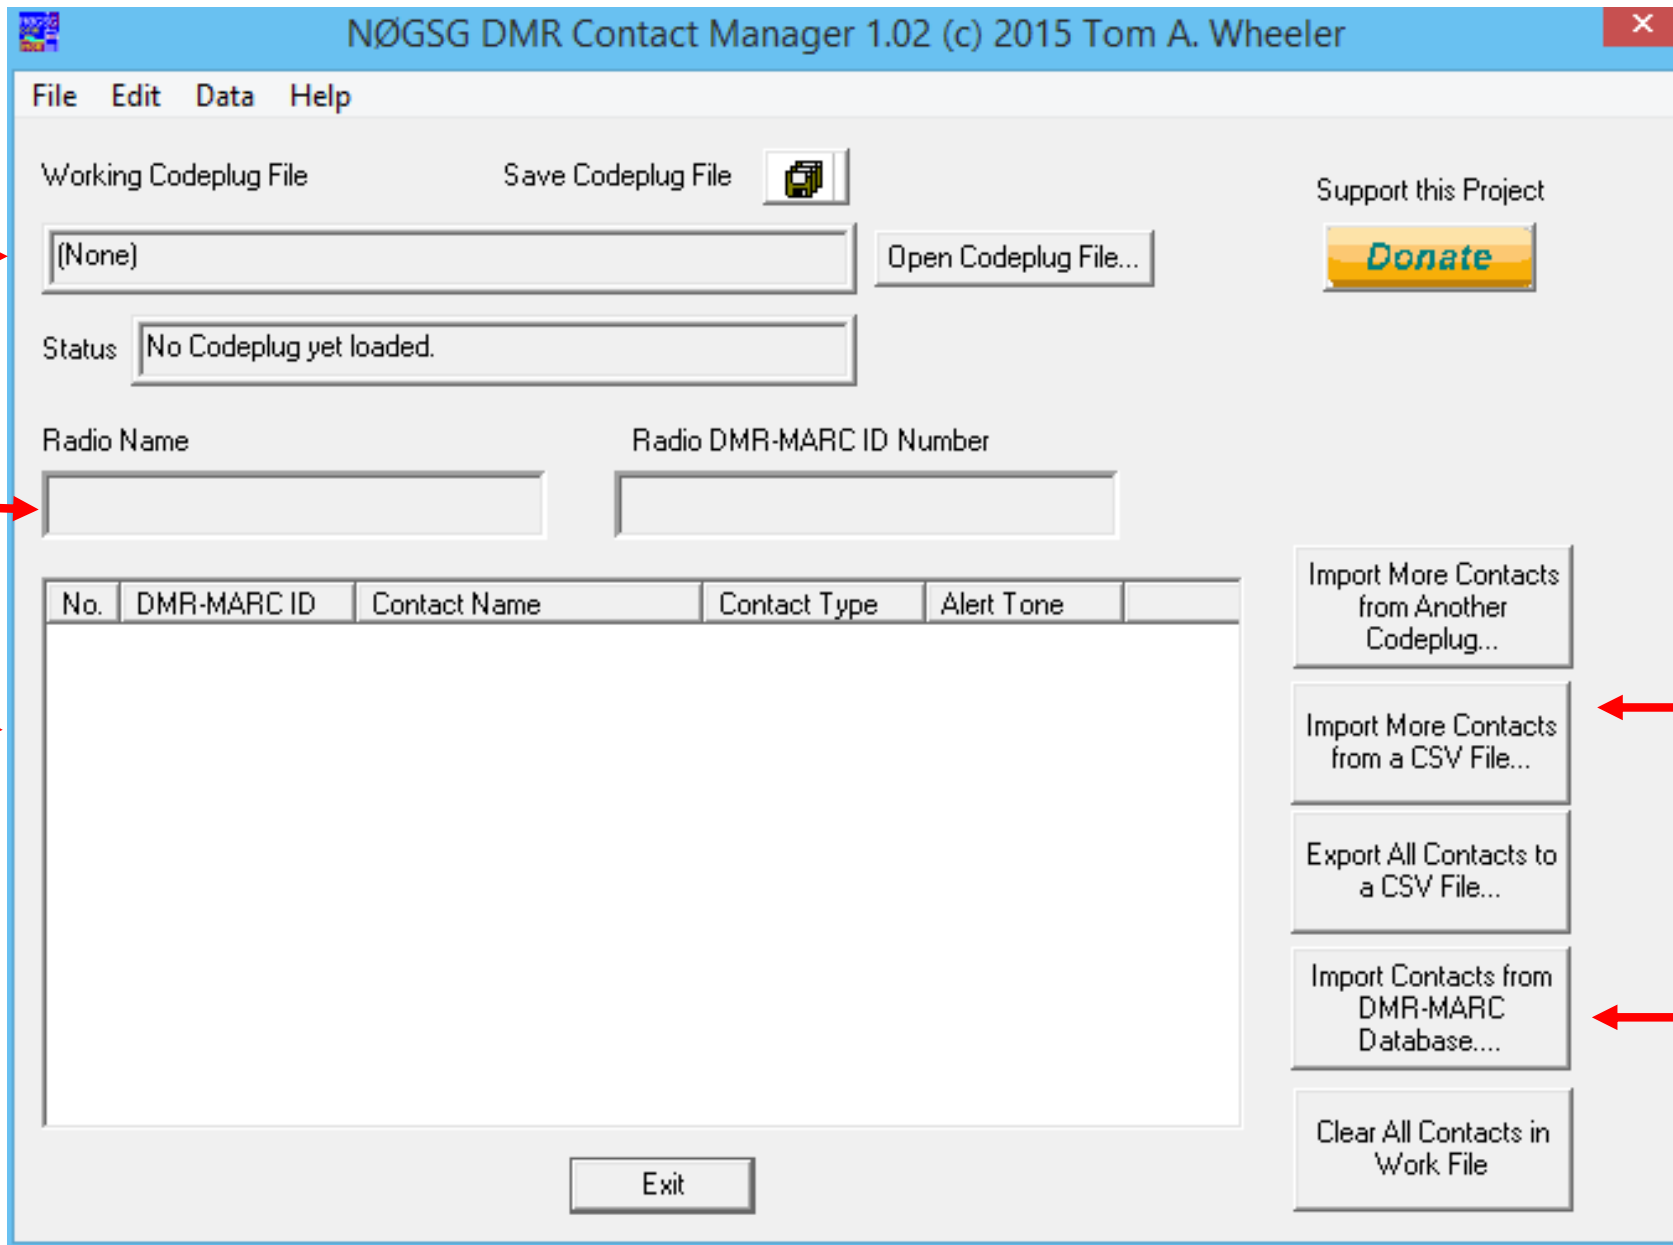 NØGSG DMR Contact Manager 1.02 (c) 2015 Tom A. Wheeler
File Edit Data Help
Working Codeplug File
Save Codeplug File
Support this Project
(None)
Open Codeplug File...
Donate
Status
No Codeplug yet loaded.
Radio Name
Radio DMR-MARC ID Number
No. DMR-MARC ID Contact Name Contact Type Alert Tone
Import More Contacts
from Another
Codeplug...
Import More Contacts
from a CSV File...
Export All Contacts to
a CSV File...
Import Contacts from
DMR-MARC
Database....
Clear All Contacts in
Work File
Exit